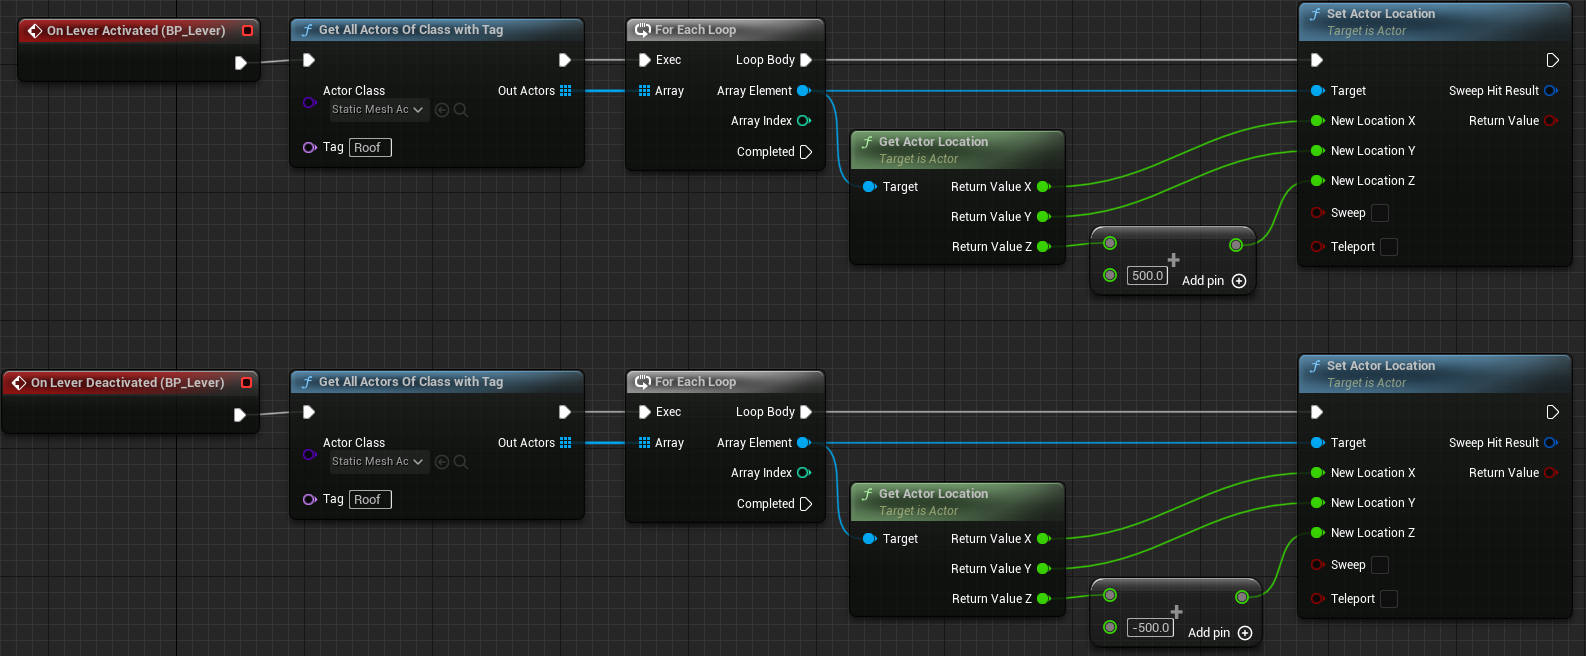 On Lever Activated (BP_Lever)
Get All Actors Of Class with Tag
Actor Class
Static Mesh Ac
Out Actors
Tag Roof
For Each Loop
Exec Loop Body
Array Array Element
Array Index
Completed
Get Actor Location
Target is Actor
Target Return Value X
Return Value Y
Return Value Z
500.0
Add pin
Set Actor Location
Target is Actor
Target Sweep Hit Result
New Location X Return Value
New Location Y
New Location Z
Sweep
Teleport
On Lever Deactivated (BP_Lever)
Get All Actors Of Class with Tag
Actor Class
Static Mesh Ac
Out Actors
Tag Roof
For Each Loop
Exec Loop Body
Array Array Element
Array Index
Completed
Get Actor Location
Target is Actor
Target Return Value X
Return Value Y
Return Value Z
-500.0
Add pin
Set Actor Location
Target is Actor
Target Sweep Hit Result
New Location X Return Value
New Location Y
New Location Z
Sweep
Teleport